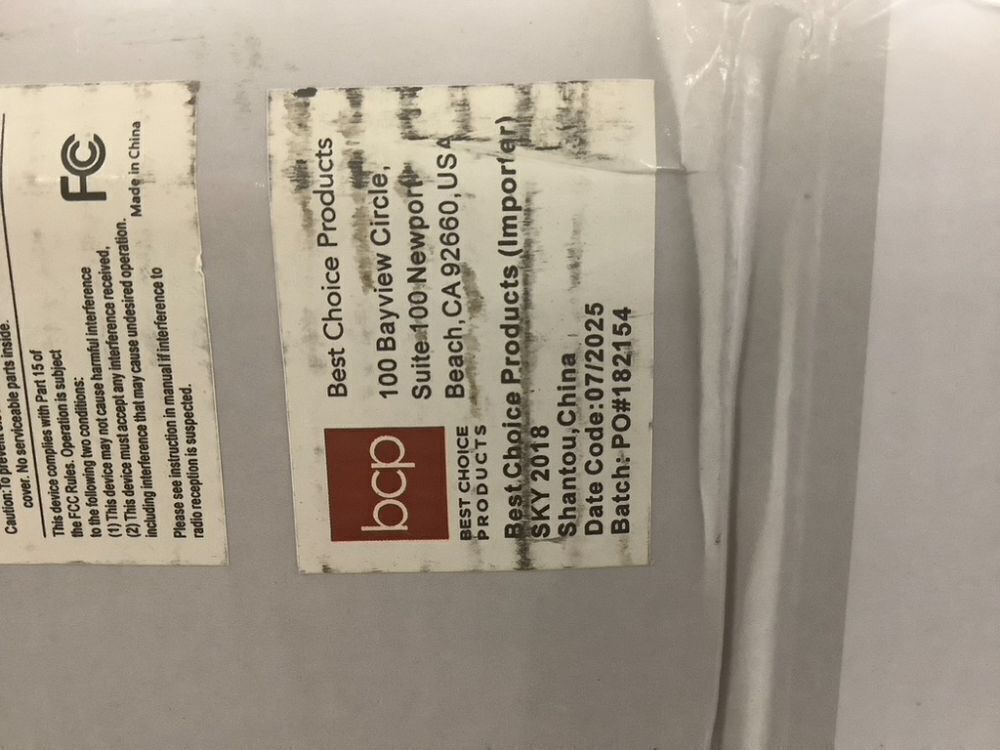 Caution: To prevent
cover. No serviceable parts inside.
This device complies with Part 15 of
the FCC Rules. Operation is subject
to the following two conditions:
(1) This device may not cause harmful interference
(2) This device must accept any interference received,
including interference that may cause undesired operation.
Please see instruction in manual if interference to
radio reception is suspected.
FC
Made in China
bcp
BEST CHOICE
PRODUCTS
Best Choice Products
100 Bayview Circle,
Suite 100 Newport
Beach, CA 92660, USA
Best Choice Products (Importer)
SKY 2018
Shantou, China
Date Code: 07/2025
Batch: PO#182154